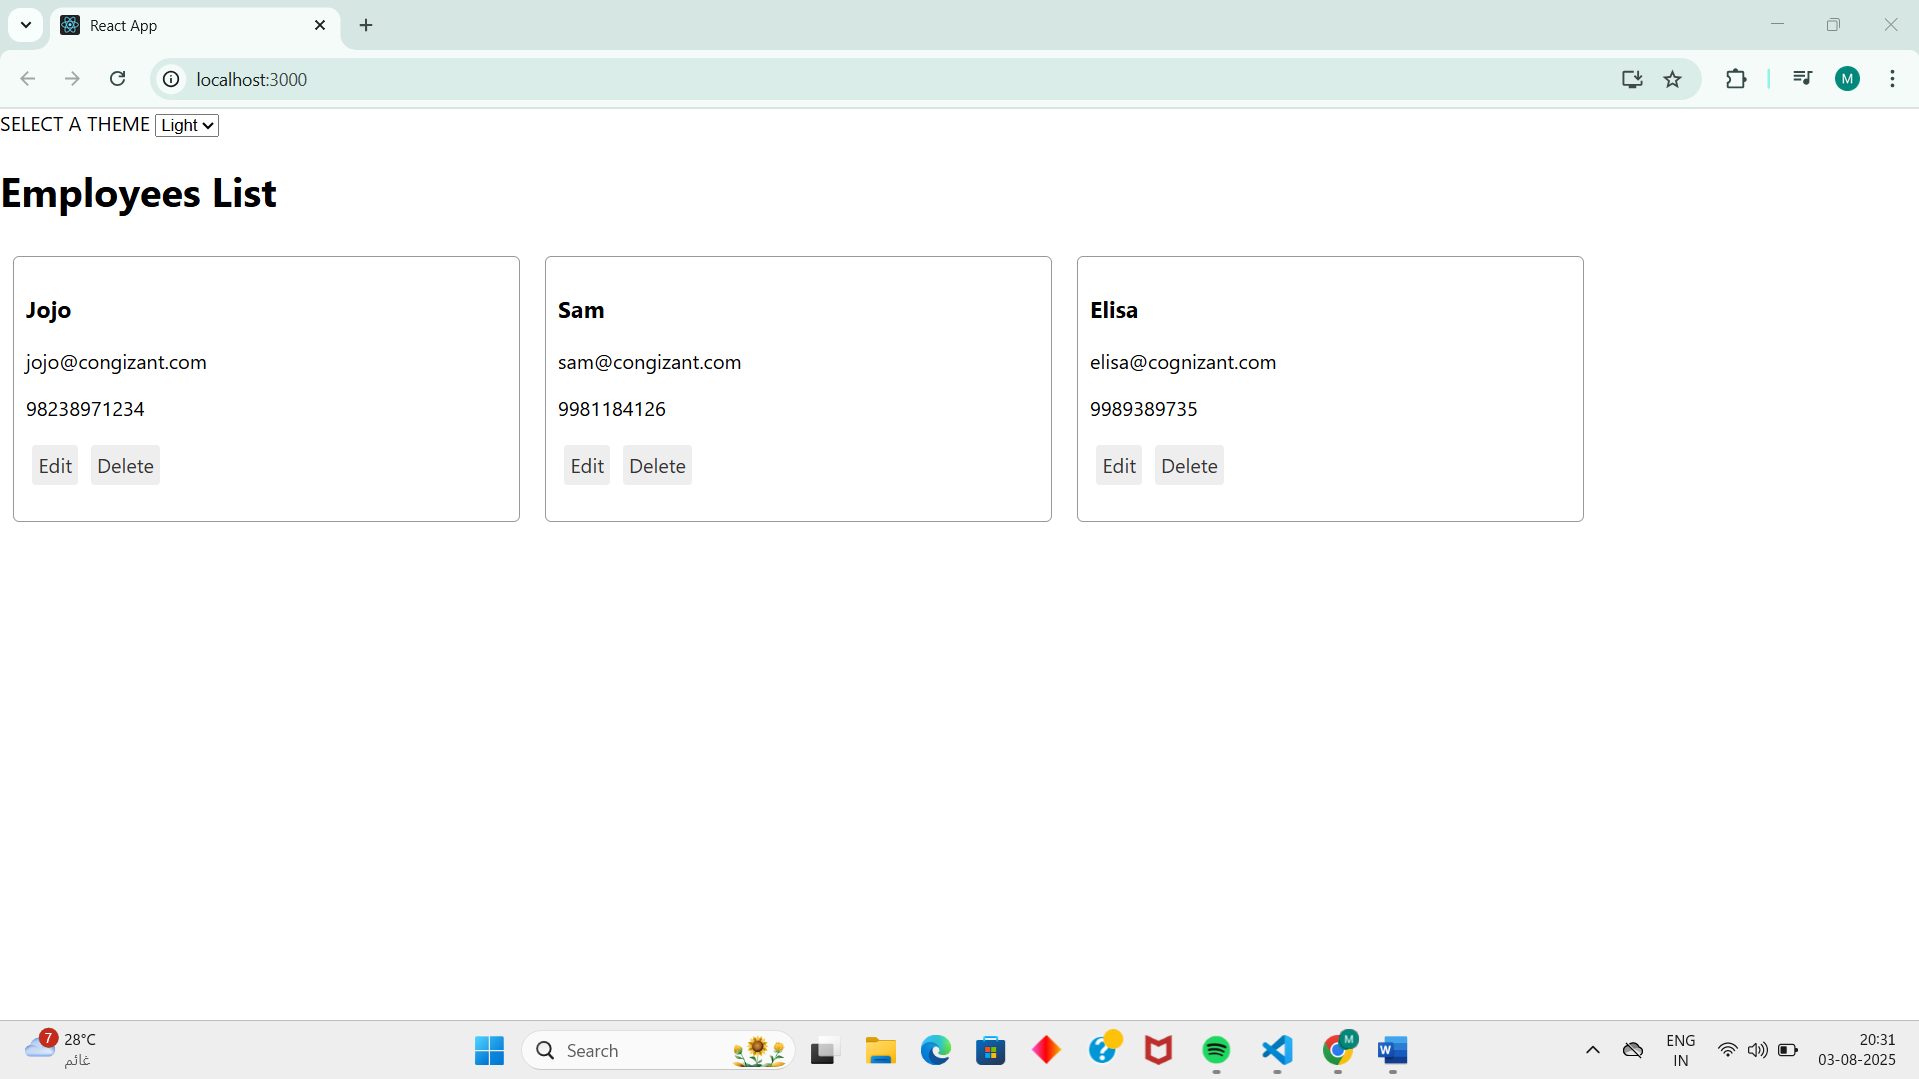 React App
localhost:3000
M
SELECT A THEME Light
Employees List
Jojo
jojo@congizant.com
98238971234
Edit Delete
Sam
sam@congizant.com
9981184126
Edit Delete
Elisa
elisa@cognizant.com
9989389735
Edit Delete
7
28°C
غائم
Search
?
M
W
ENG
IN
20:31
03-08-2025